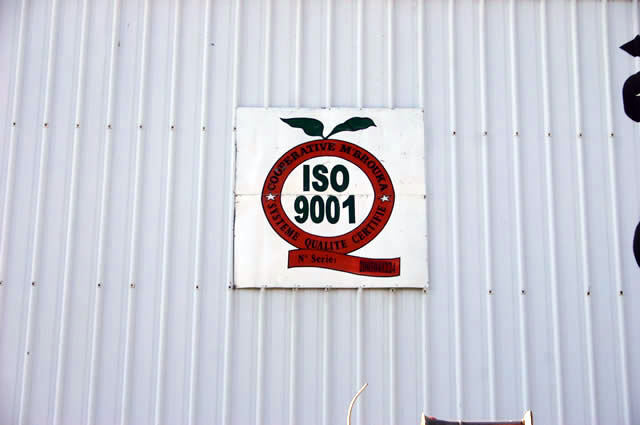 COOPERATIVE M'BROUKA
ISO
9001
SYSTEME QUALITE CERTIFIE
N° Serie: